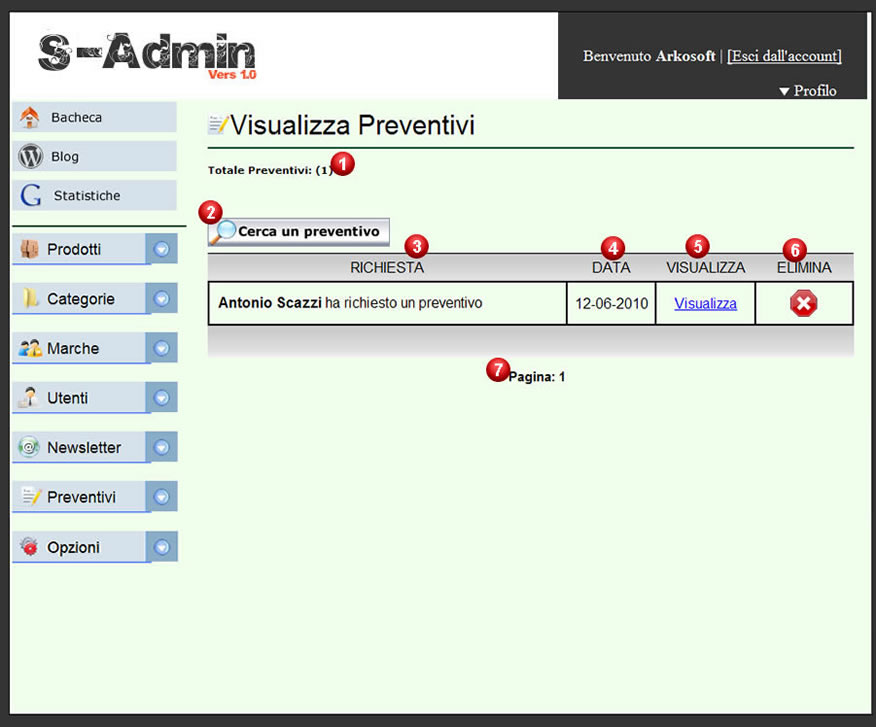 S-Admin
Vers 1.0
Benvenuto Arkosoft | [Esci dall'account]
▼ Profilo
Bacheca
Blog
Statistiche
Prodotti
Categorie
Marche
Utenti
Newsletter
Preventivi
Opzioni
Visualizza Preventivi
Totale Preventivi: (1) 1
2
Cerca un preventivo
3 4 5 6
RICHIESTA DATA VISUALIZZA ELIMINA
Antonio Scazzi ha richiesto un preventivo 12-06-2010 Visualizza
7 Pagina: 1